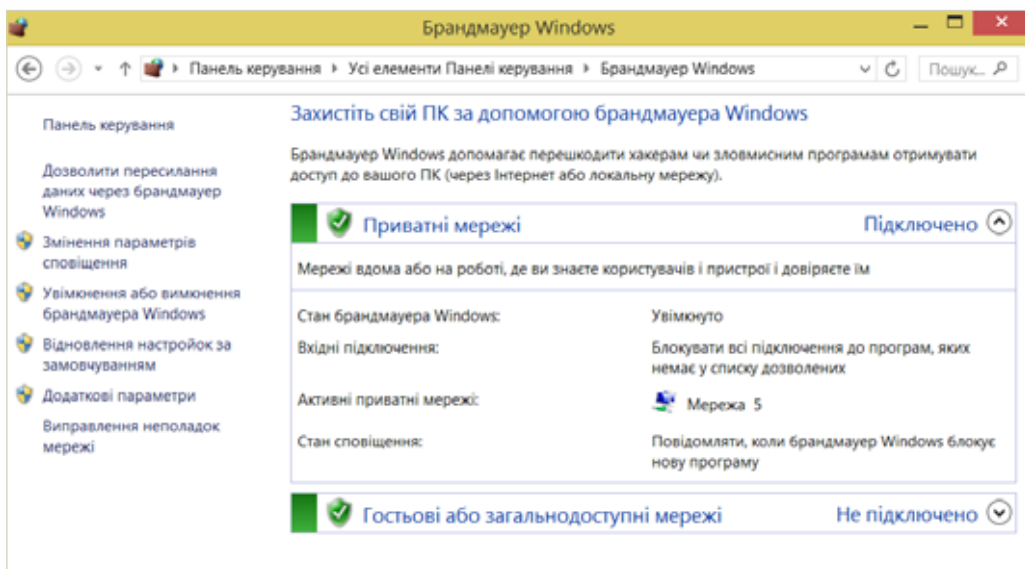 Брандмауер Windows
Панель керування ▸ Усі елементи Панелі керування ▸ Брандмауер Windows
Пошук...
Панель керування
Дозволити пересилання
даних через брандмауер
Windows
Змінення параметрів
сповіщення
Увімкнення або вимкнення
брандмауера Windows
Відновлення настройок за
замовчуванням
Додаткові параметри
Виправлення неполадок
мережі
Захистіть свій ПК за допомогою брандмауера Windows
Брандмауер Windows допомагає перешкодити хакерам чи зловмисним програмам отримувати
доступ до вашого ПК (через Інтернет або локальну мережу).
Приватні мережі Підключено
Мережі вдома або на роботі, де ви знаєте користувачів і пристрої і довіряєте їм
Стан брандмауера Windows: Увімкнуто
Вхідні підключення: Блокувати всі підключення до програм, яких
немає у списку дозволених
Активні приватні мережі: Мережа 5
Стан сповіщення: Повідомляти, коли брандмауер Windows блокує
нову програму
Гостьові або загальнодоступні мережі Не підключено